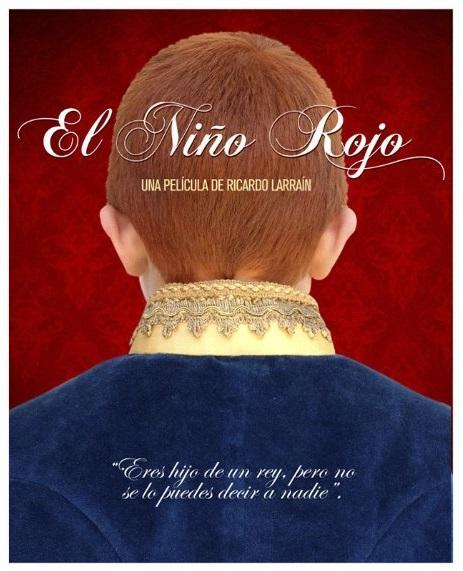 El Niño Rojo
UNA PELÍCULA DE RICARDO LARRAÍN
“Eres hijo de un rey, pero no
se lo puedes decir a nadie”.